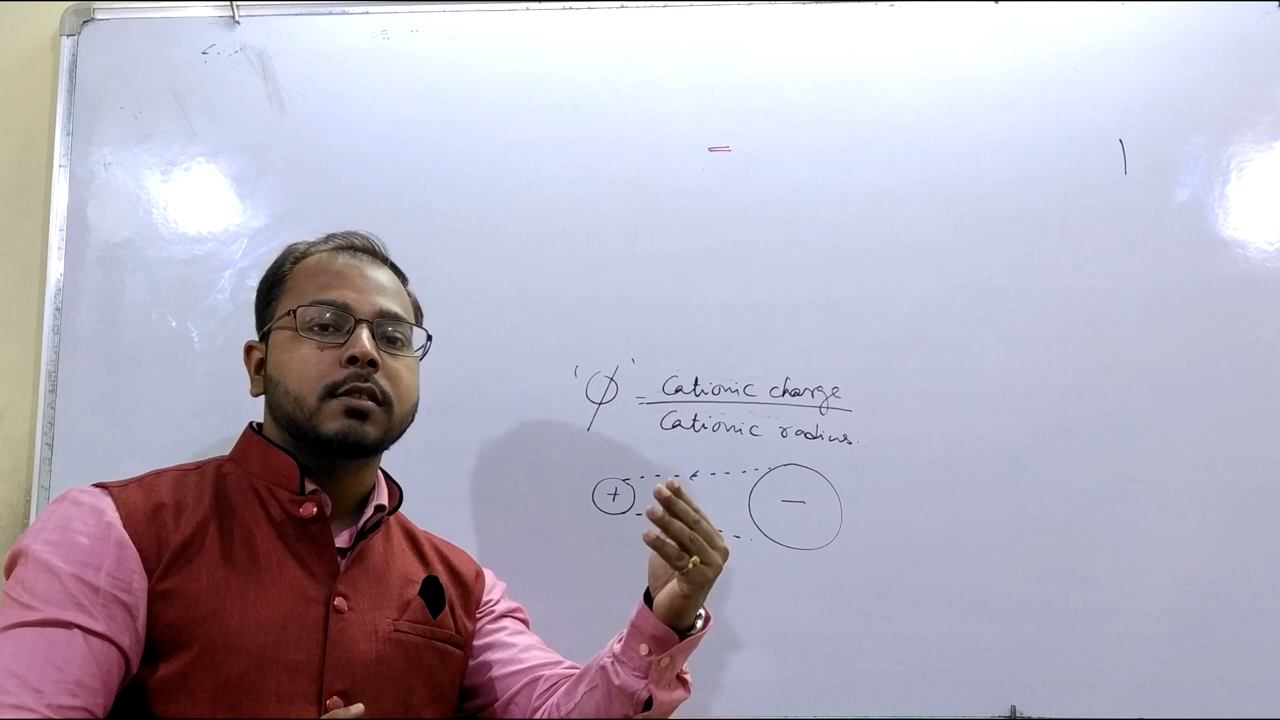 =
|
'ϕ' = Cationic charge
Cationic radius
+ −